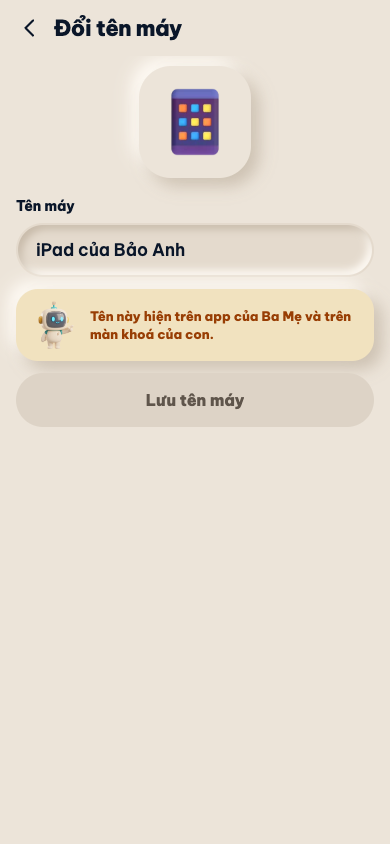 Đổi tên máy
Tên máy
iPad của Bảo Anh
Tên này hiện trên app của Ba Mẹ và trên
màn khoá của con.
Lưu tên máy